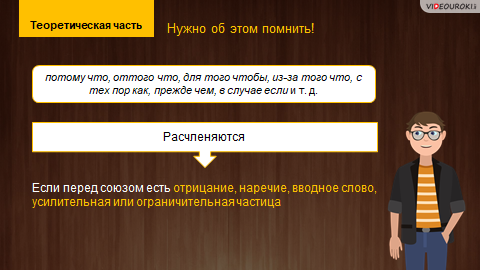 Теоретическая часть
Нужно об этом помнить!
VIDEOUROKI
потому что, оттого что, для того чтобы, из-за того что, с
тех пор как, прежде чем, в случае если и т. д.
Расчленяются
Если перед союзом есть отрицание, наречие, вводное слово,
усилительная или ограничительная частица